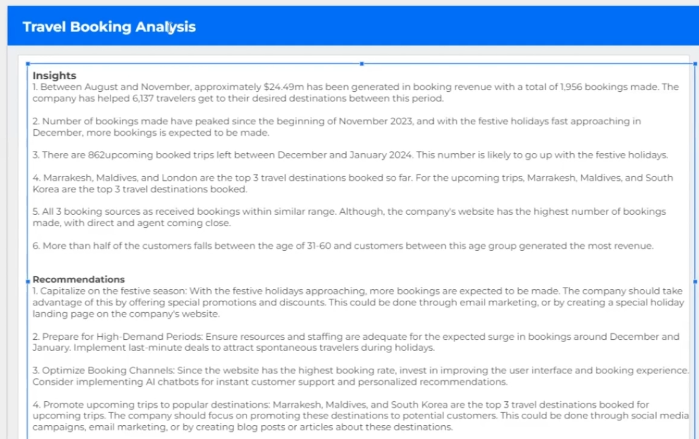 Travel Booking Analysis
Insights
1. Between August and November, approximately $24.49m has been generated in booking revenue with a total of 1,956 bookings made. The
company has helped 6,137 travelers get to their desired destinations between this period.
2. Number of bookings made have peaked since the beginning of November 2023, and with the festive holidays fast approaching in
December, more bookings is expected to be made.
3. There are 862upcoming booked trips left between December and January 2024. This number is likely to go up with the festive holidays.
4. Marrakesh, Maldives, and London are the top 3 travel destinations booked so far. For the upcoming trips, Marrakesh, Maldives, and South
Korea are the top 3 travel destinations booked.
5. All 3 booking sources as received bookings within similar range. Although, the company's website has the highest number of bookings
made, with direct and agent coming close.
6. More than half of the customers falls between the age of 31-60 and customers between this age group generated the most revenue.
Recommendations
1. Capitalize on the festive season: With the festive holidays approaching, more bookings are expected to be made. The company should take
advantage of this by offering special promotions and discounts. This could be done through email marketing, or by creating a special holiday
landing page on the company's website.
2. Prepare for High-Demand Periods: Ensure resources and staffing are adequate for the expected surge in bookings around December and
January. Implement last-minute deals to attract spontaneous travelers during holidays.
3. Optimize Booking Channels: Since the website has the highest booking rate, invest in improving the user interface and booking experience.
Consider implementing AI chatbots for instant customer support and personalized recommendations.
4. Promote upcoming trips to popular destinations: Marrakesh, Maldives, and South Korea are the top 3 travel destinations booked for
upcoming trips. The company should focus on promoting these destinations to potential customers. This could be done through social media
campaigns, email marketing, or by creating blog posts or articles about these destinations.